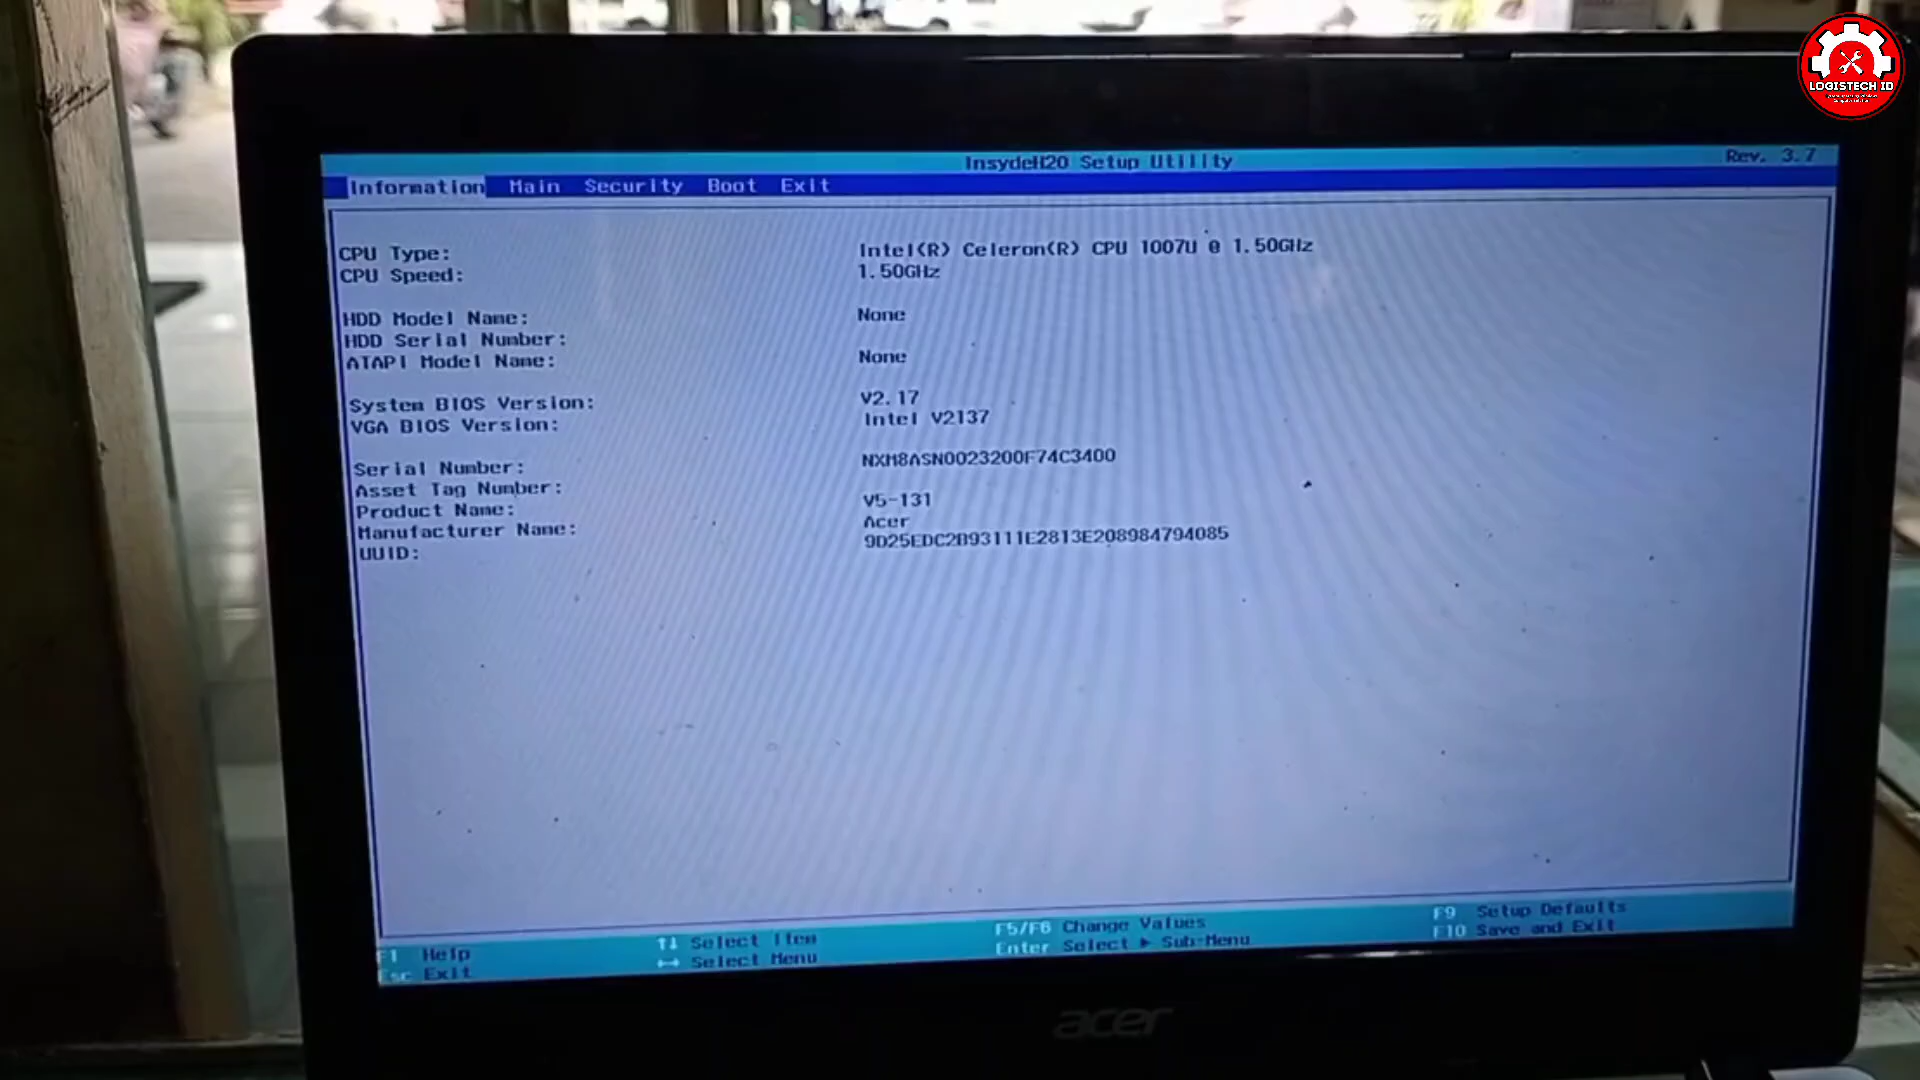 LOGISTECH ID
InsydeH20 Setup Utility Rev. 3.7
Information Main Security Boot Exit
CPU Type: Intel(R) Celeron(R) CPU 1007U @ 1.50GHz
CPU Speed: 1.50GHz
HDD Model Name: None
HDD Serial Number:
ATAPI Model Name: None
System BIOS Version: V2.17
VGA BIOS Version: Intel V2137
Serial Number: NXM8ASN0023200F74C3400
Asset Tag Number:
Product Name: V5-131
Manufacturer Name: Acer
UUID: 9D25EDC2B93111E2813E208984794085
F1 Help ↑↓ Select Item F5/F6 Change Values F9 Setup Defaults
Esc Exit ↔ Select Menu Enter Select ► Sub-Menu F10 Save and Exit
acer